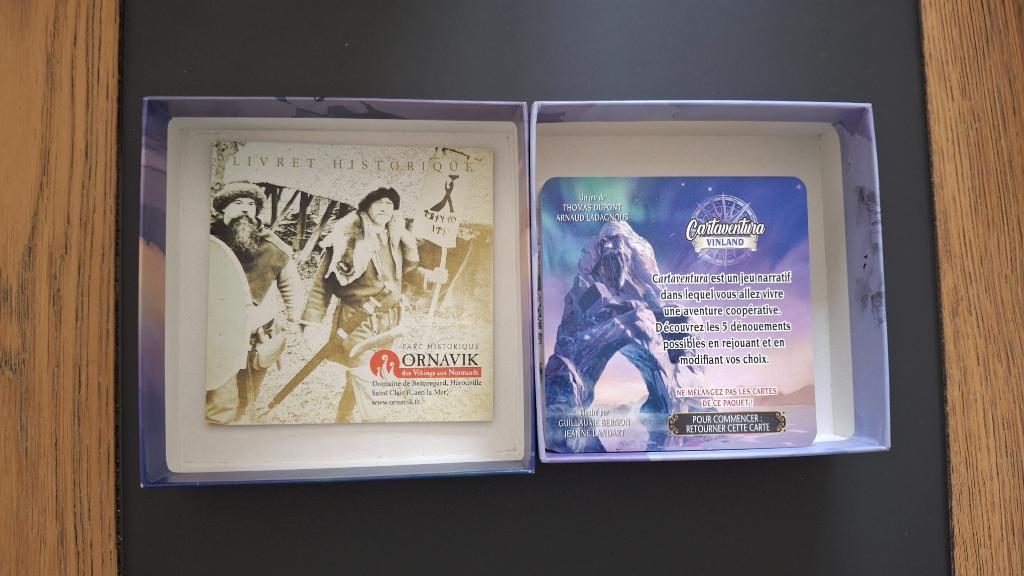 LIVRET HISTORIQUE
PARC HISTORIQUE
ORNAVIK
des Vikings aux Normands
Domaine de Beauregard, Hérouville
Saint Clair (Caen la Mer)
www.ornavik.fr
Un jeu de
THOMAS DUPONT
ARNAUD LADAGNOUS
Cartaventura
VINLAND
Cartaventura est un jeu narratif
dans lequel vous allez vivre
une aventure coopérative.
Découvrez les 5 dénouements
possibles en rejouant et en
modifiant vos choix.
NE MÉLANGEZ PAS LES CARTES
DE CE PAQUET !
POUR COMMENCER :
RETOURNER CETTE CARTE
Illustré par
GUILLAUME BERNON
JEANNE LANDART